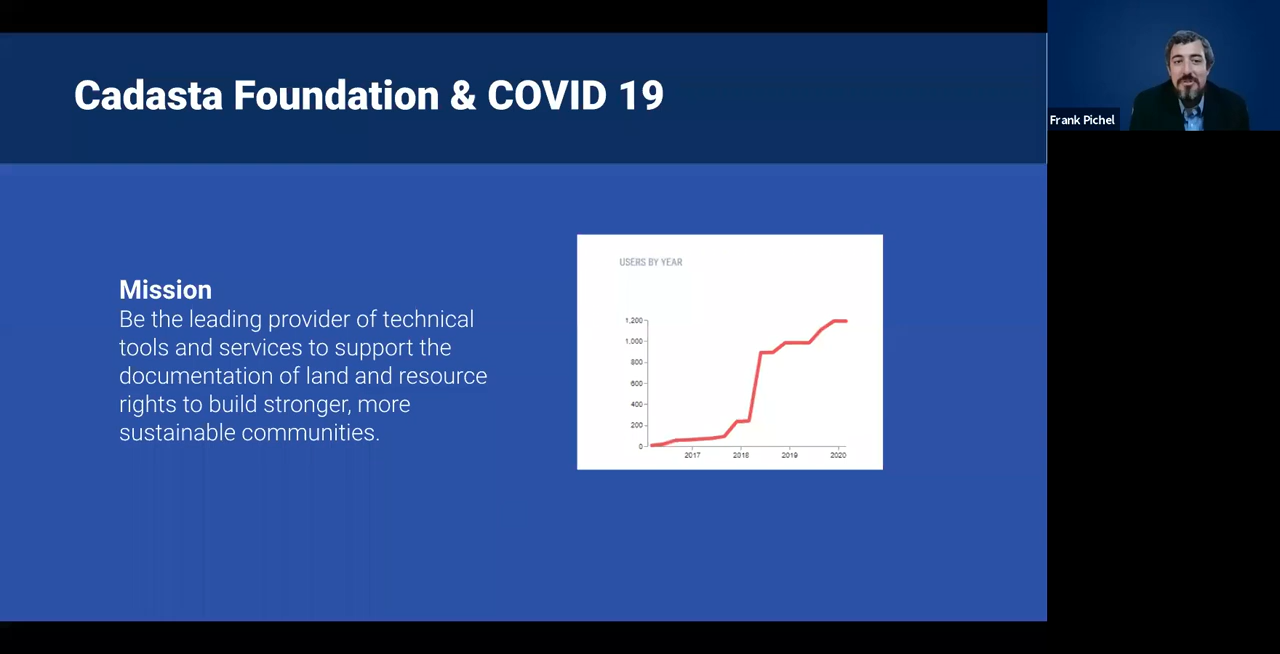 Cadasta Foundation & COVID 19
Frank Pichel
Mission
Be the leading provider of technical
tools and services to support the
documentation of land and resource
rights to build stronger, more
sustainable communities.
USERS BY YEAR
1,200
1,000
800
600
400
200
0
2017 2018 2019 2020